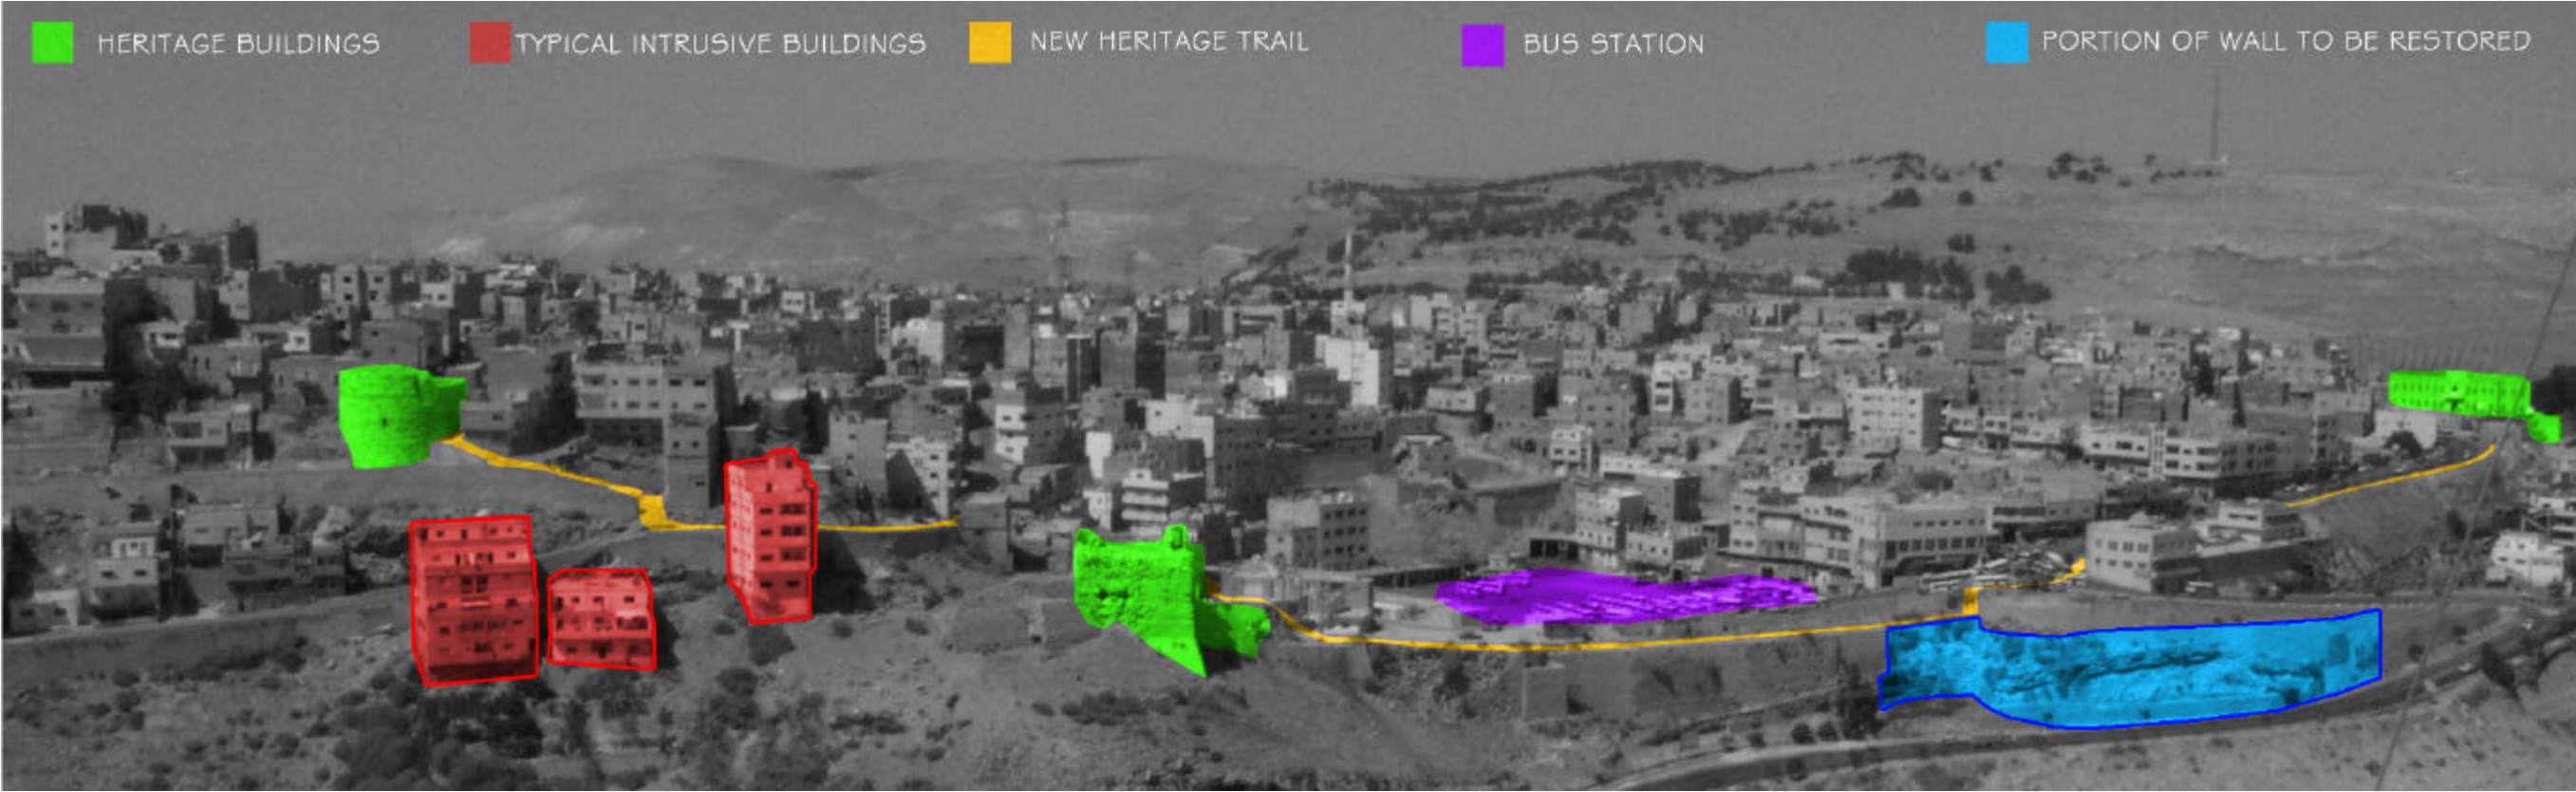 HERITAGE BUILDINGS
TYPICAL INTRUSIVE BUILDINGS
NEW HERITAGE TRAIL
BUS STATION
PORTION OF WALL TO BE RESTORED